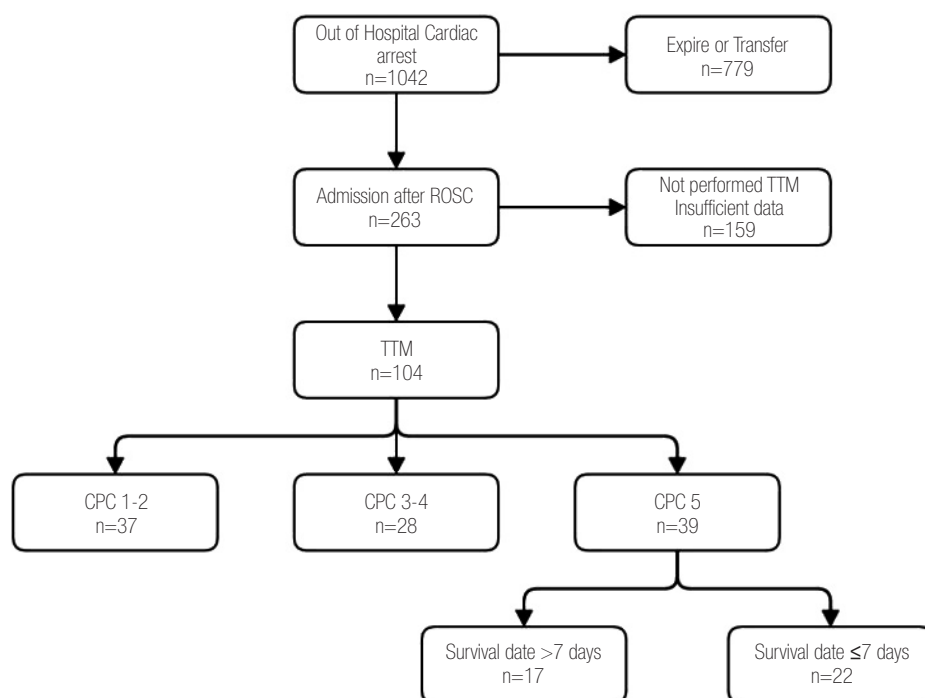 Out of Hospital Cardiac
arrest
n=1042
Expire or Transfer
n=779
Admission after ROSC
n=263
Not performed TTM
Insufficient data
n=159
TTM
n=104
CPC 1-2
n=37
CPC 3-4
n=28
CPC 5
n=39
Survival date >7 days
n=17
Survival date ≤7 days
n=22